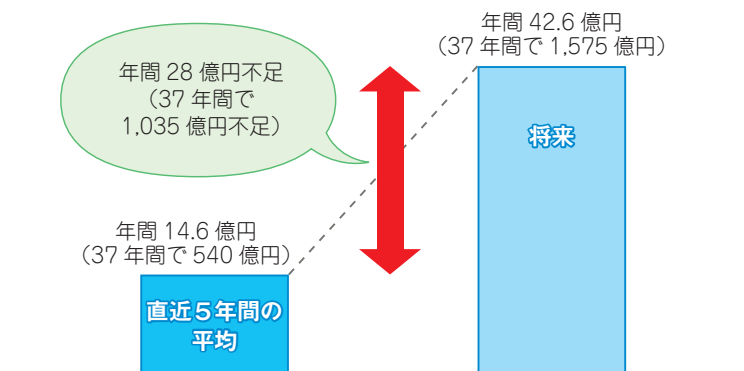 年間 42.6 億円
（37 年間で 1,575 億円）
年間 28 億円不足
（37 年間で
1,035 億円不足）
将来
年間 14.6 億円
（37 年間で 540 億円）
直近５年間の
平均